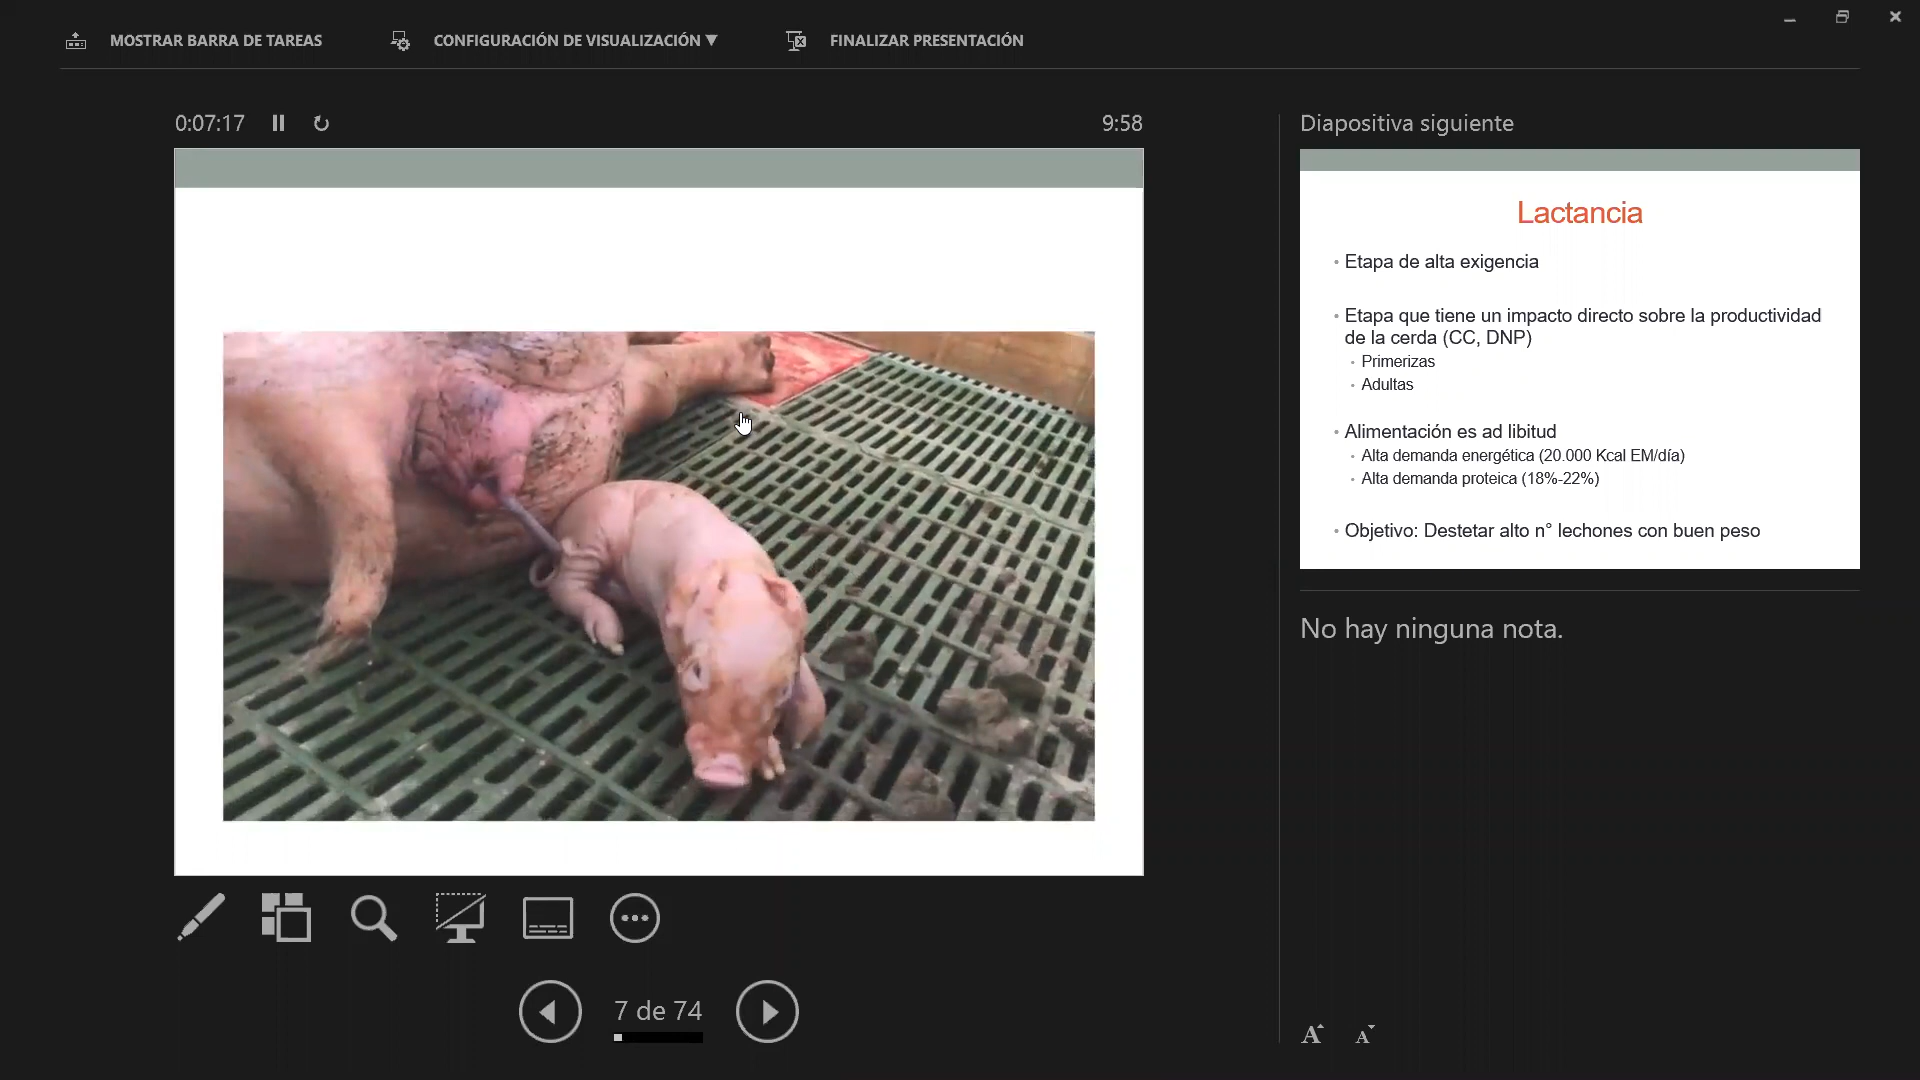 MOSTRAR BARRA DE TAREAS
CONFIGURACIÓN DE VISUALIZACIÓN ▼
FINALIZAR PRESENTACIÓN
0:07:17
9:58
Diapositiva siguiente
Lactancia
• Etapa de alta exigencia
• Etapa que tiene un impacto directo sobre la productividad
de la cerda (CC, DNP)
• Primerizas
• Adultas
• Alimentación es ad libitud
• Alta demanda energética (20.000 Kcal EM/día)
• Alta demanda proteica (18%-22%)
• Objetivo: Destetar alto n° lechones con buen peso
No hay ninguna nota.
7 de 74
A A